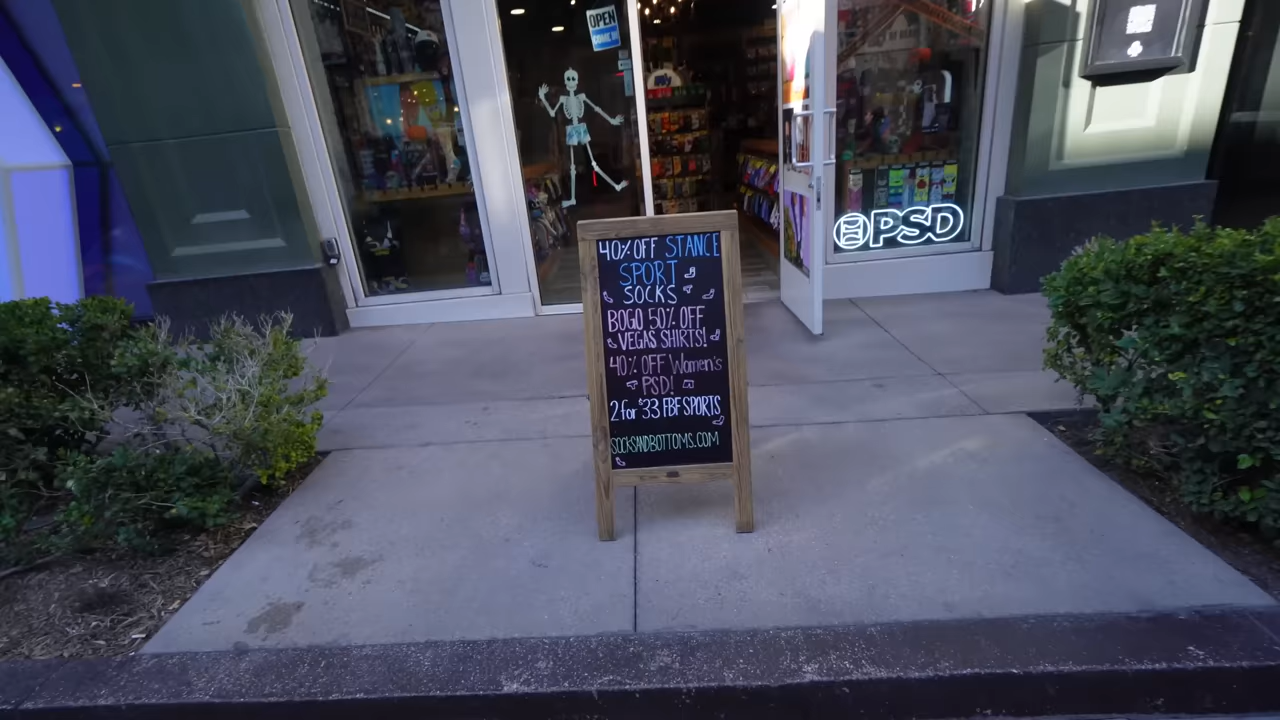 OPEN
COME IN
PSD
40% OFF STANCE
SPORT
SOCKS
BOGO 50% OFF
VEGAS SHIRTS!
40% OFF Women's
PSD!
2 for $33 FBF SPORTS
SOCKSANDBOTTOMS.COM